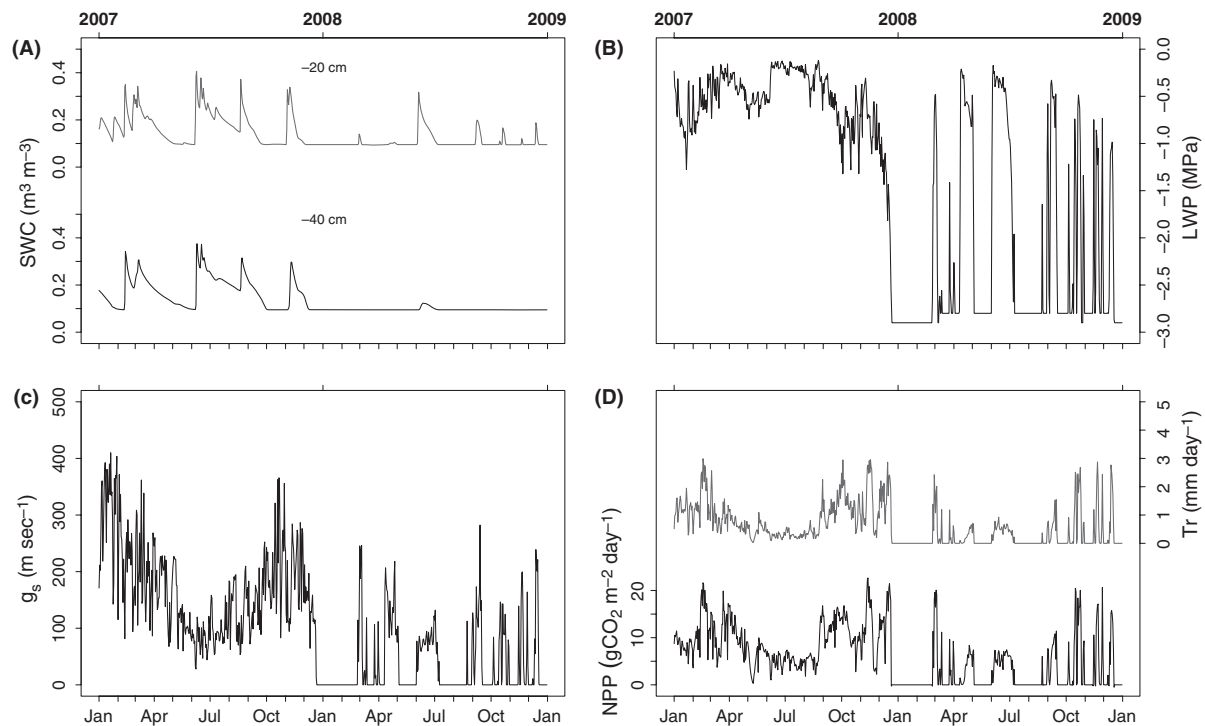 2007 2008 2009
(A)
−20 cm
−40 cm
SWC (m³ m−³)
0.4
0.2
0.0
0.4
0.2
0.0
2007 2008 2009
(B)
0.0
−0.5
−1.0
−1.5
−2.0
−2.5
−3.0
LWP (MPa)
(c)
500
400
300
200
100
0
gs (m sec−1)
Jan Apr Jul Oct Jan Apr Jul Oct Jan
(D)
5
4
3
2
1
0
Tr (mm day−1)
20
10
0
NPP (gCO2 m−2 day−1)
Jan Apr Jul Oct Jan Apr Jul Oct Jan